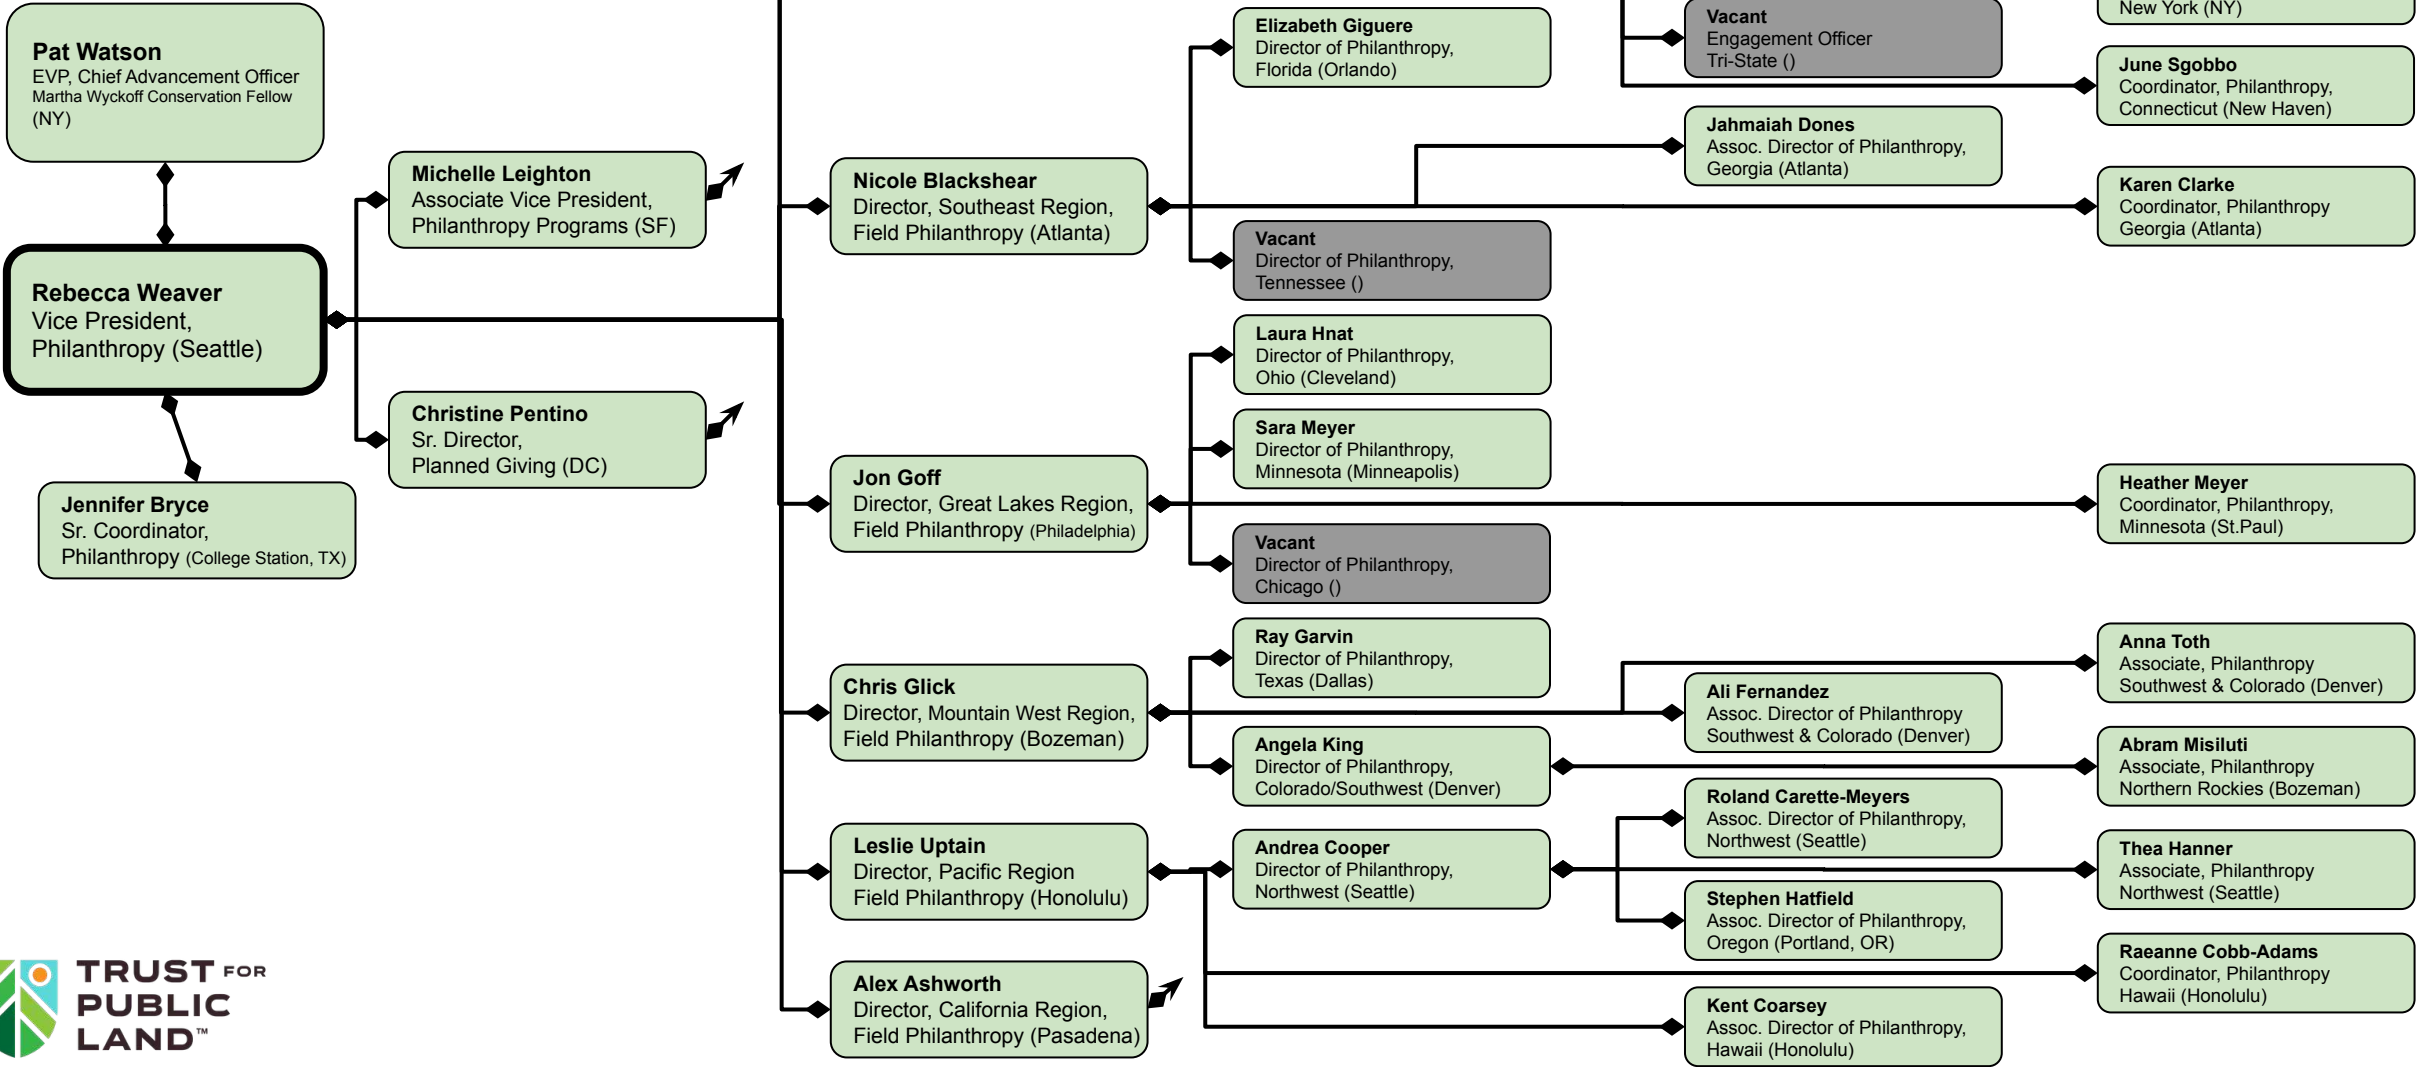 Pat Watson
EVP, Chief Advancement Officer
Martha Wyckoff Conservation Fellow
(NY)
Rebecca Weaver
Vice President,
Philanthropy (Seattle)
Jennifer Bryce
Sr. Coordinator,
Philanthropy (College Station, TX)
Michelle Leighton
Associate Vice President,
Philanthropy Programs (SF)
Christine Pentino
Sr. Director,
Planned Giving (DC)
Nicole Blackshear
Director, Southeast Region,
Field Philanthropy (Atlanta)
Jon Goff
Director, Great Lakes Region,
Field Philanthropy (Philadelphia)
Chris Glick
Director, Mountain West Region,
Field Philanthropy (Bozeman)
Leslie Uptain
Director, Pacific Region
Field Philanthropy (Honolulu)
Alex Ashworth
Director, California Region,
Field Philanthropy (Pasadena)
Elizabeth Giguere
Director of Philanthropy,
Florida (Orlando)
Vacant
Director of Philanthropy,
Tennessee ()
Laura Hnat
Director of Philanthropy,
Ohio (Cleveland)
Sara Meyer
Director of Philanthropy,
Minnesota (Minneapolis)
Vacant
Director of Philanthropy,
Chicago ()
Ray Garvin
Director of Philanthropy,
Texas (Dallas)
Angela King
Director of Philanthropy,
Colorado/Southwest (Denver)
Andrea Cooper
Director of Philanthropy,
Northwest (Seattle)
Vacant
Engagement Officer
Tri-State ()
Jahmaiah Dones
Assoc. Director of Philanthropy,
Georgia (Atlanta)
Ali Fernandez
Assoc. Director of Philanthropy
Southwest & Colorado (Denver)
Roland Carette-Meyers
Assoc. Director of Philanthropy,
Northwest (Seattle)
Stephen Hatfield
Assoc. Director of Philanthropy,
Oregon (Portland, OR)
Kent Coarsey
Assoc. Director of Philanthropy,
Hawaii (Honolulu)
New York (NY)
June Sgobbo
Coordinator, Philanthropy,
Connecticut (New Haven)
Karen Clarke
Coordinator, Philanthropy
Georgia (Atlanta)
Heather Meyer
Coordinator, Philanthropy,
Minnesota (St.Paul)
Anna Toth
Associate, Philanthropy
Southwest & Colorado (Denver)
Abram Misiluti
Associate, Philanthropy
Northern Rockies (Bozeman)
Thea Hanner
Associate, Philanthropy
Northwest (Seattle)
Raeanne Cobb-Adams
Coordinator, Philanthropy
Hawaii (Honolulu)
TRUST FOR
PUBLIC
LAND™